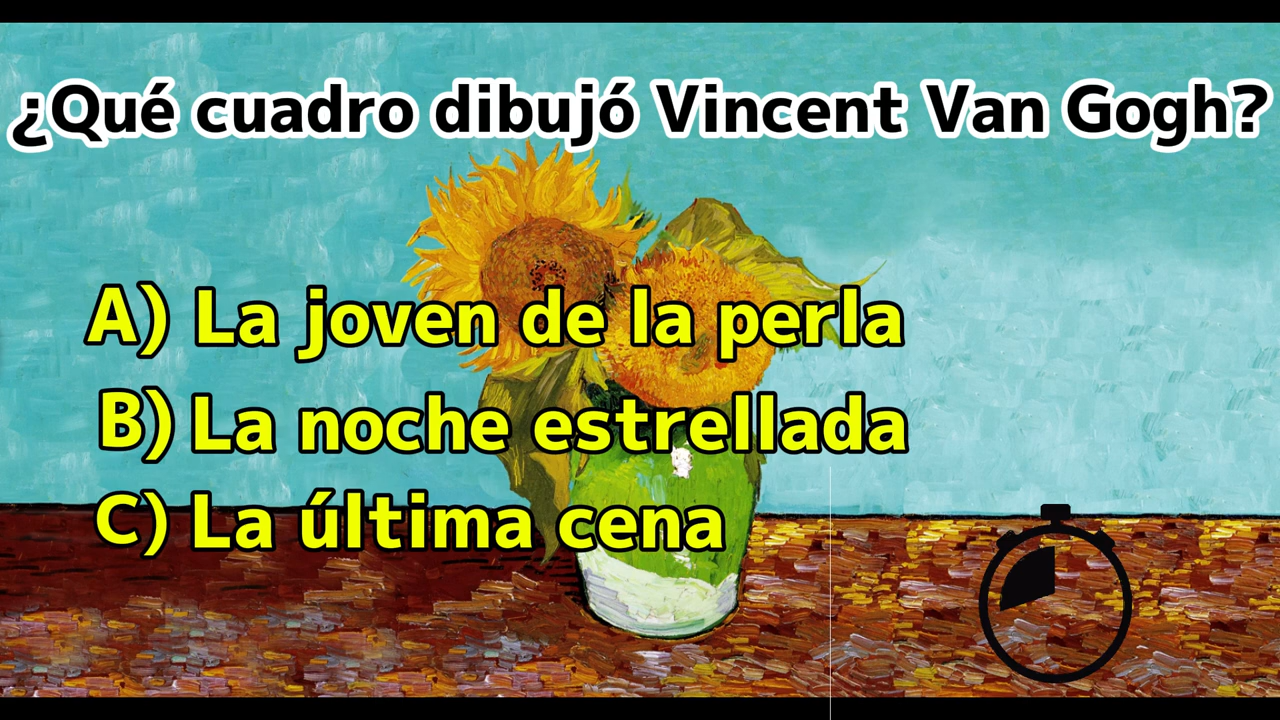 ¿Qué cuadro dibujó Vincent Van Gogh?
A) La joven de la perla
B) La noche estrellada
C) La última cena